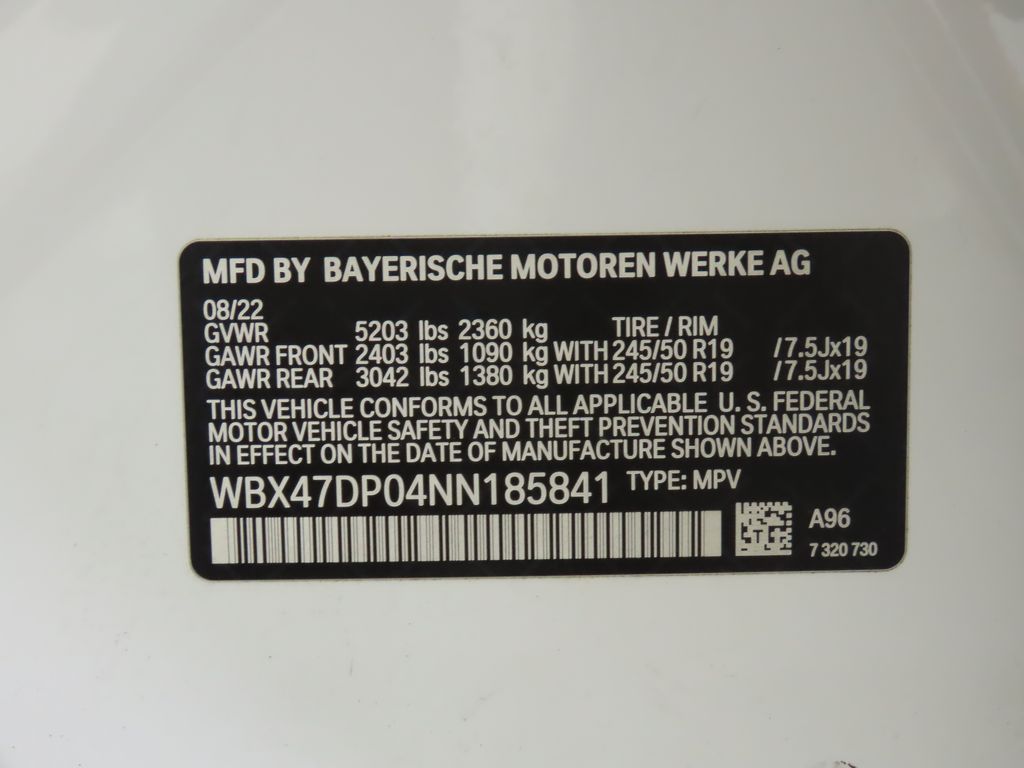 MFD BY BAYERISCHE MOTOREN WERKE AG
08/22
GVWR 5203 lbs 2360 kg TIRE / RIM
GAWR FRONT 2403 lbs 1090 kg WITH 245/50 R19 /7.5Jx19
GAWR REAR 3042 lbs 1380 kg WITH 245/50 R19 /7.5Jx19
THIS VEHICLE CONFORMS TO ALL APPLICABLE U. S. FEDERAL
MOTOR VEHICLE SAFETY AND THEFT PREVENTION STANDARDS
IN EFFECT ON THE DATE OF MANUFACTURE SHOWN ABOVE.
WBX47DP04NN185841 TYPE: MPV
A96
7 320 730